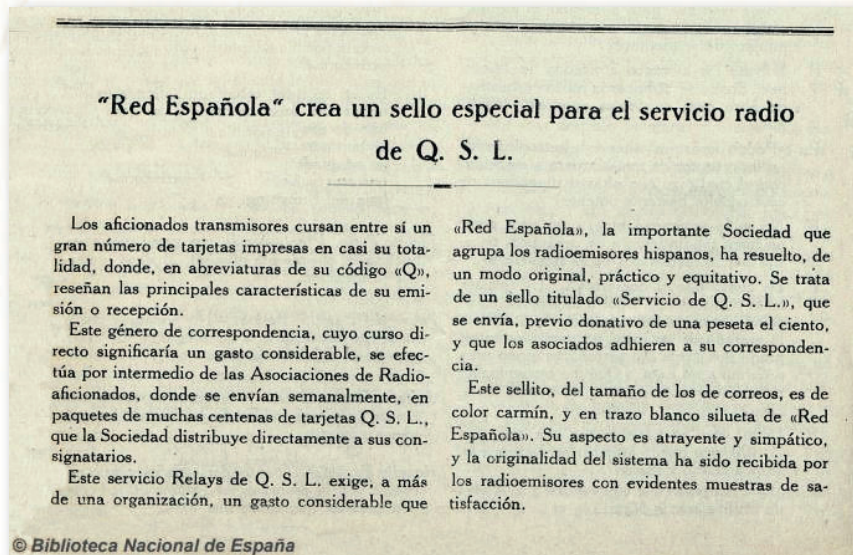 "Red Española" crea un sello especial para el servicio radio
de Q. S. L.
Los aficionados transmisores cursan entre sí un
gran número de tarjetas impresas en casi su tota-
lidad, donde, en abreviaturas de su código «Q»,
reseñan las principales características de su emi-
sión o recepción.
Este género de correspondencia, cuyo curso di-
recto significaría un gasto considerable, se efec-
túa por intermedio de las Asociaciones de Radio-
aficionados, donde se envían semanalmente, en
paquetes de muchas centenas de tarjetas Q. S. L.,
que la Sociedad distribuye directamente a sus con-
signatarios.
Este servicio Relays de Q. S. L. exige, a más
de una organización, un gasto considerable que
«Red Española», la importante Sociedad que
agrupa los radioemisores hispanos, ha resuelto, de
un modo original, práctico y equitativo. Se trata
de un sello titulado «Servicio de Q. S. L.», que
se envía, previo donativo de una peseta el ciento,
y que los asociados adhieren a su corresponden-
cia.
Este sellito, del tamaño de los de correos, es de
color carmín, y en trazo blanco silueta de «Red
Española». Su aspecto es atrayente y simpático,
y la originalidad del sistema ha sido recibida por
los radioemisores con evidentes muestras de sa-
tisfacción.
© Biblioteca Nacional de España